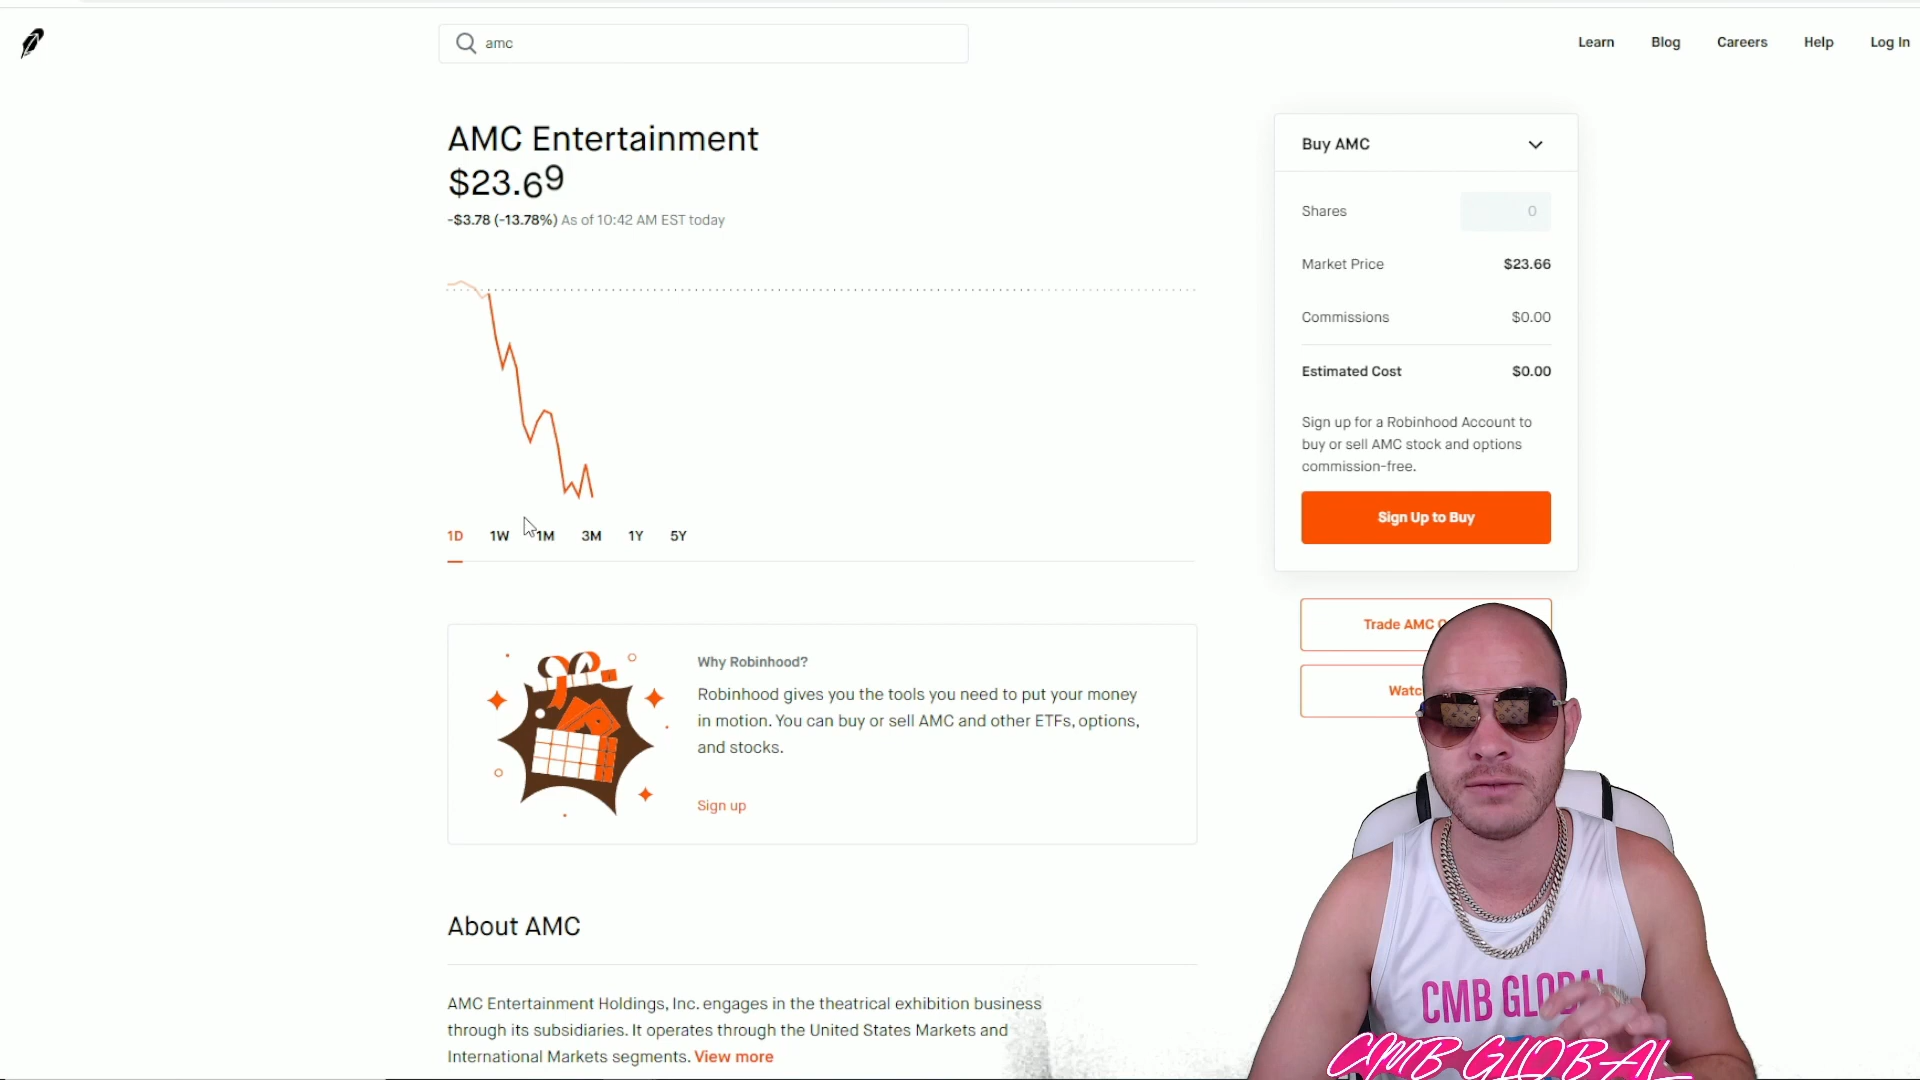 amc
Learn
Blog
Careers
Help
Log In
AMC Entertainment
$23.69
-$3.78 (-13.78%) As of 10:42 AM EST today
1D
1W
1M
3M
1Y
5Y
Buy AMC
Shares
0
Market Price
$23.66
Commissions
$0.00
Estimated Cost
$0.00
Sign up for a Robinhood Account to
buy or sell AMC stock and options
commission-free.
Sign Up to Buy
Trade AMC
Why Robinhood?
Robinhood gives you the tools you need to put your money
in motion. You can buy or sell AMC and other ETFs, options,
and stocks.
Sign up
About AMC
AMC Entertainment Holdings, Inc. engages in the theatrical exhibition business
through its subsidiaries. It operates through the United States Markets and
International Markets segments. View more
CMB GLOBAL
CMB GLOBAL